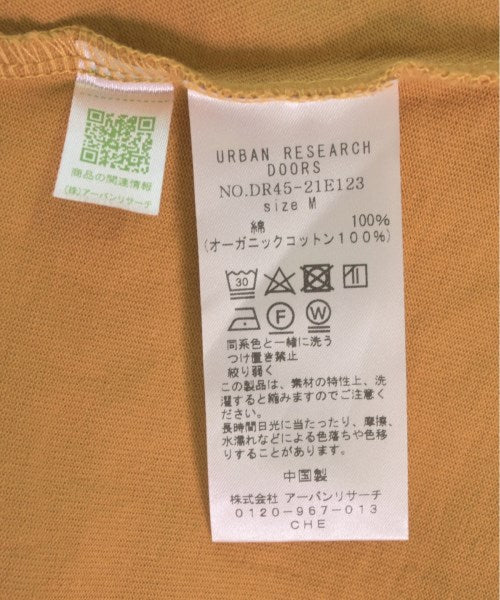 商品の関連情報
(株)アーバンリサーチ
URBAN RESEARCH
DOORS
NO.DR45-21E123
size M
綿 100%
(オーガニックコットン100%)
30
F W
同系色と一緒に洗う
つけ置き禁止
絞り弱く
この製品は、素材の特性上、洗
濯すると縮みますのでご注意く
ださい。
長時間日光に当たったり、摩擦、
水濡れなどによる色落ちや色移
りすることがあります。
中国製
株式会社 アーバンリサーチ
0120-967-013
CHE